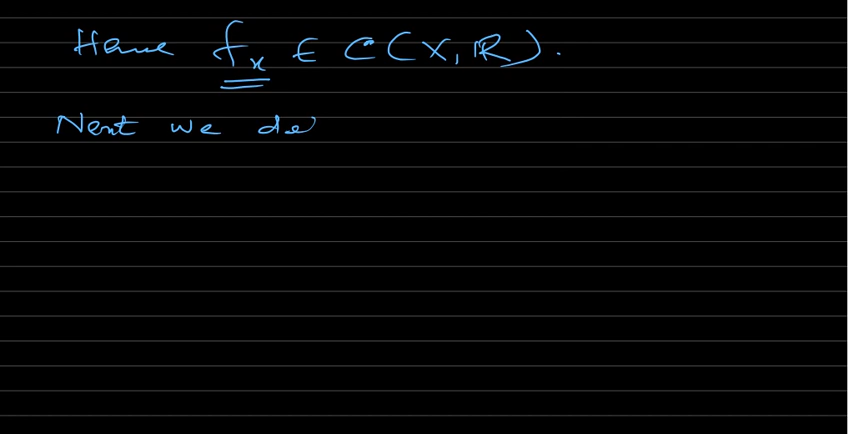 Hence f_x ∈ C(X, ℝ).
Next we de